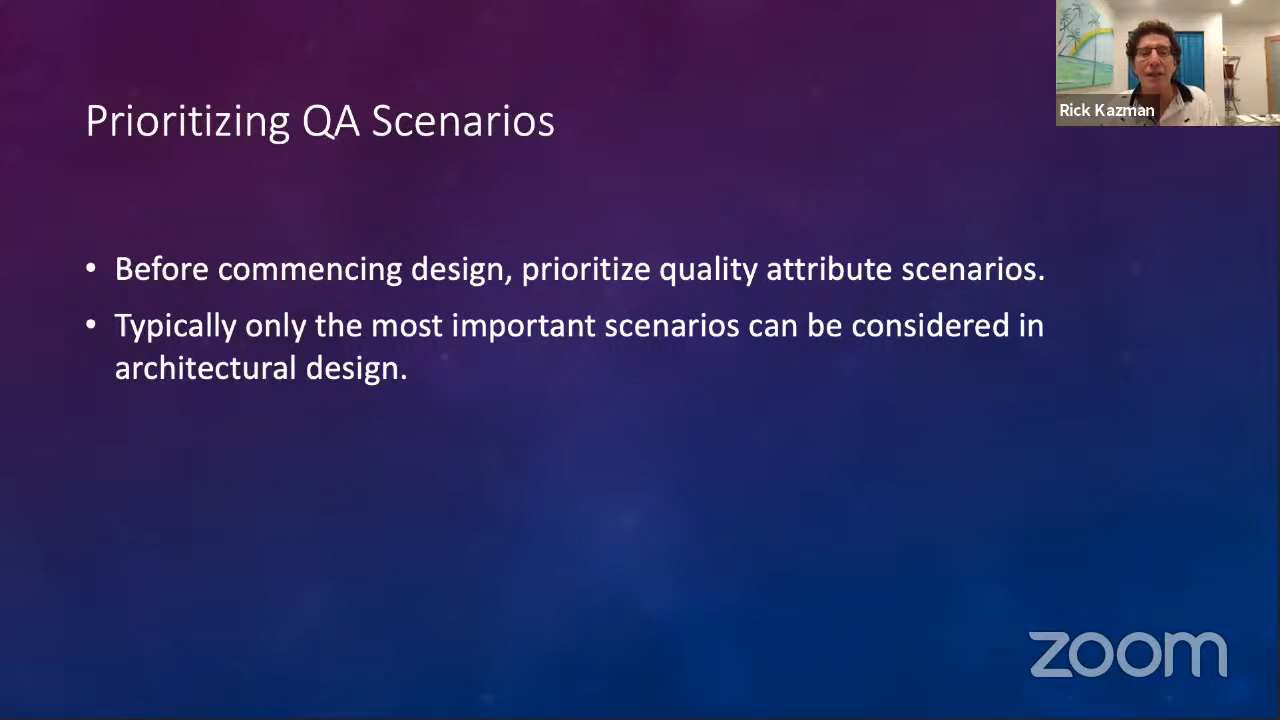 Rick Kazman
Prioritizing QA Scenarios
• Before commencing design, prioritize quality attribute scenarios.
• Typically only the most important scenarios can be considered in
architectural design.
zoom